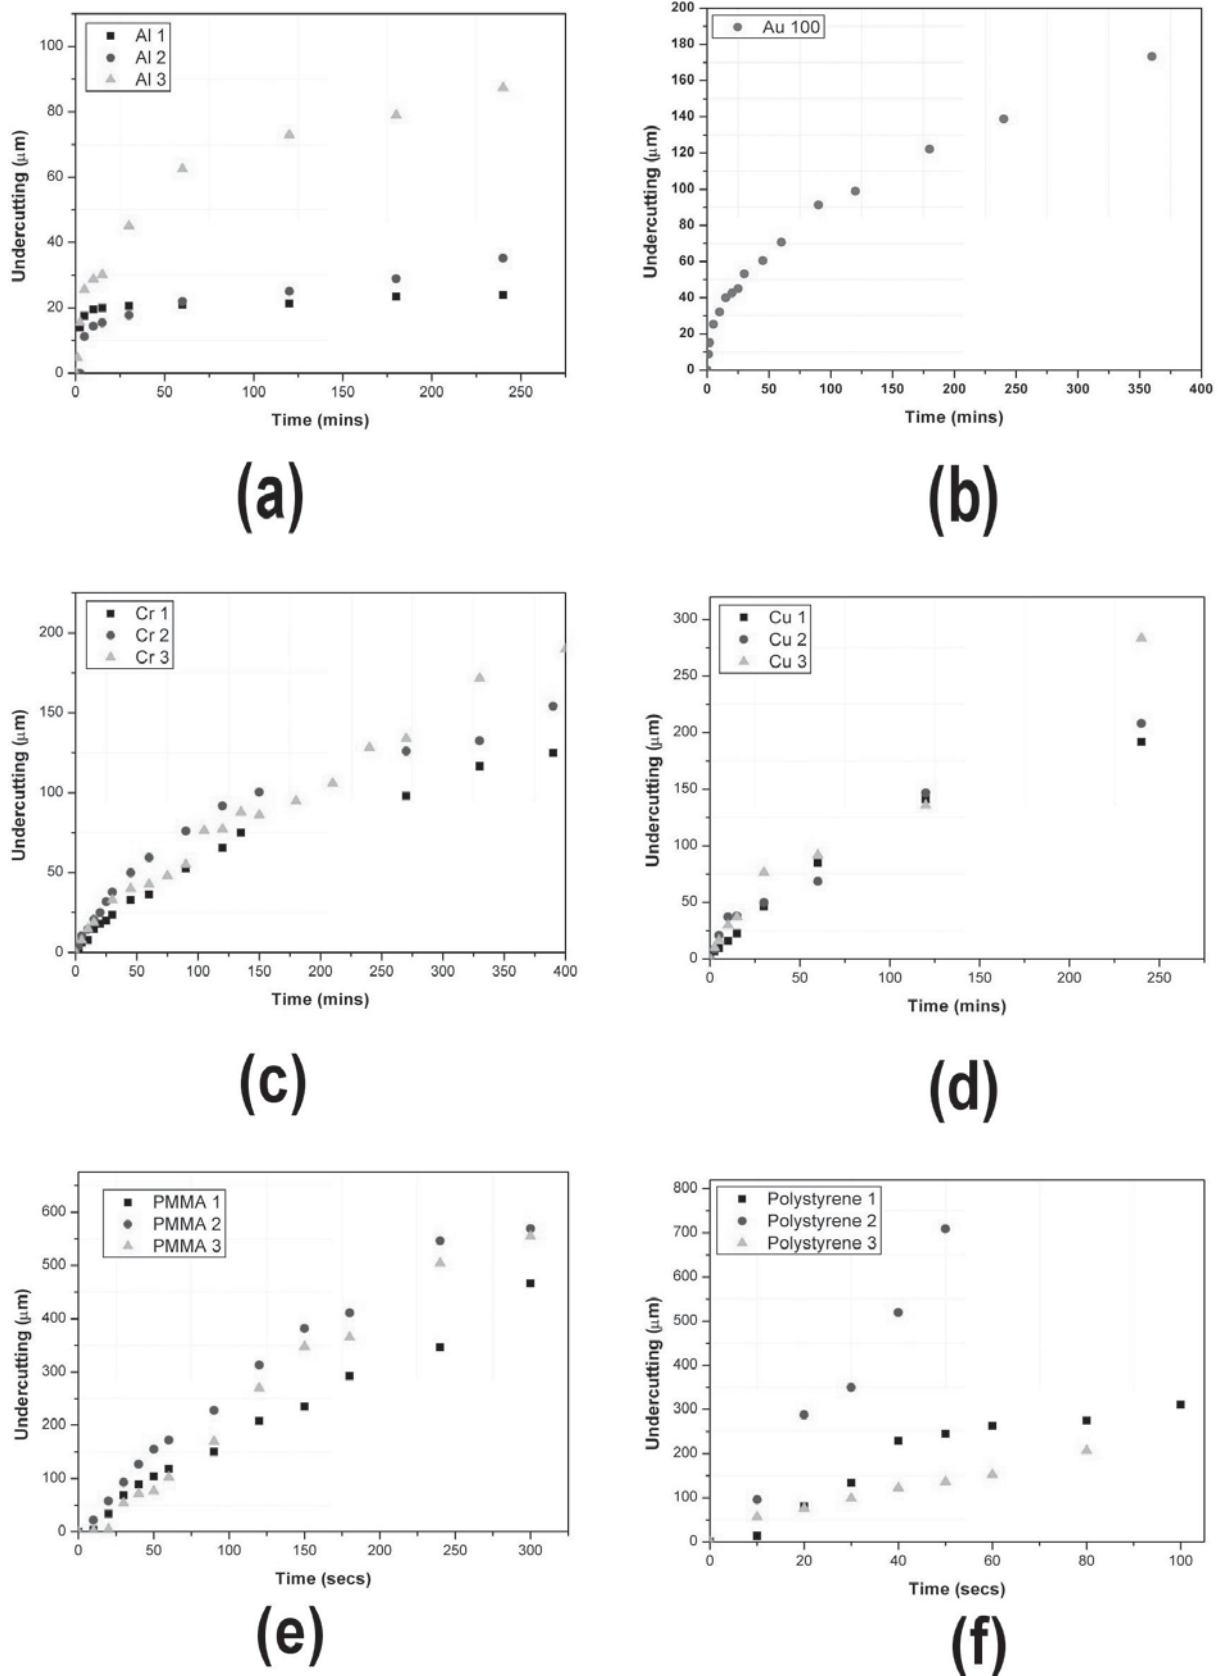 Al 1
Al 2
Al 3
100
80
60
40
20
0
Undercutting (μm)
0 50 100 150 200 250
Time (mins)
(a)
Au 100
200
180
160
140
120
100
80
60
40
20
0
Undercutting (μm)
0 50 100 150 200 250 300 350 400
Time (mins)
(b)
Cr 1
Cr 2
Cr 3
200
150
100
50
0
Undercutting (μm)
0 50 100 150 200 250 300 350 400
Time (mins)
(c)
Cu 1
Cu 2
Cu 3
300
250
200
150
100
50
0
Undercutting (μm)
0 50 100 150 200 250
Time (mins)
(d)
PMMA 1
PMMA 2
PMMA 3
600
500
400
300
200
100
0
Undercutting (μm)
0 50 100 150 200 250 300
Time (secs)
(e)
Polystyrene 1
Polystyrene 2
Polystyrene 3
800
700
600
500
400
300
200
100
0
Undercutting (μm)
0 20 40 60 80 100
Time (secs)
(f)